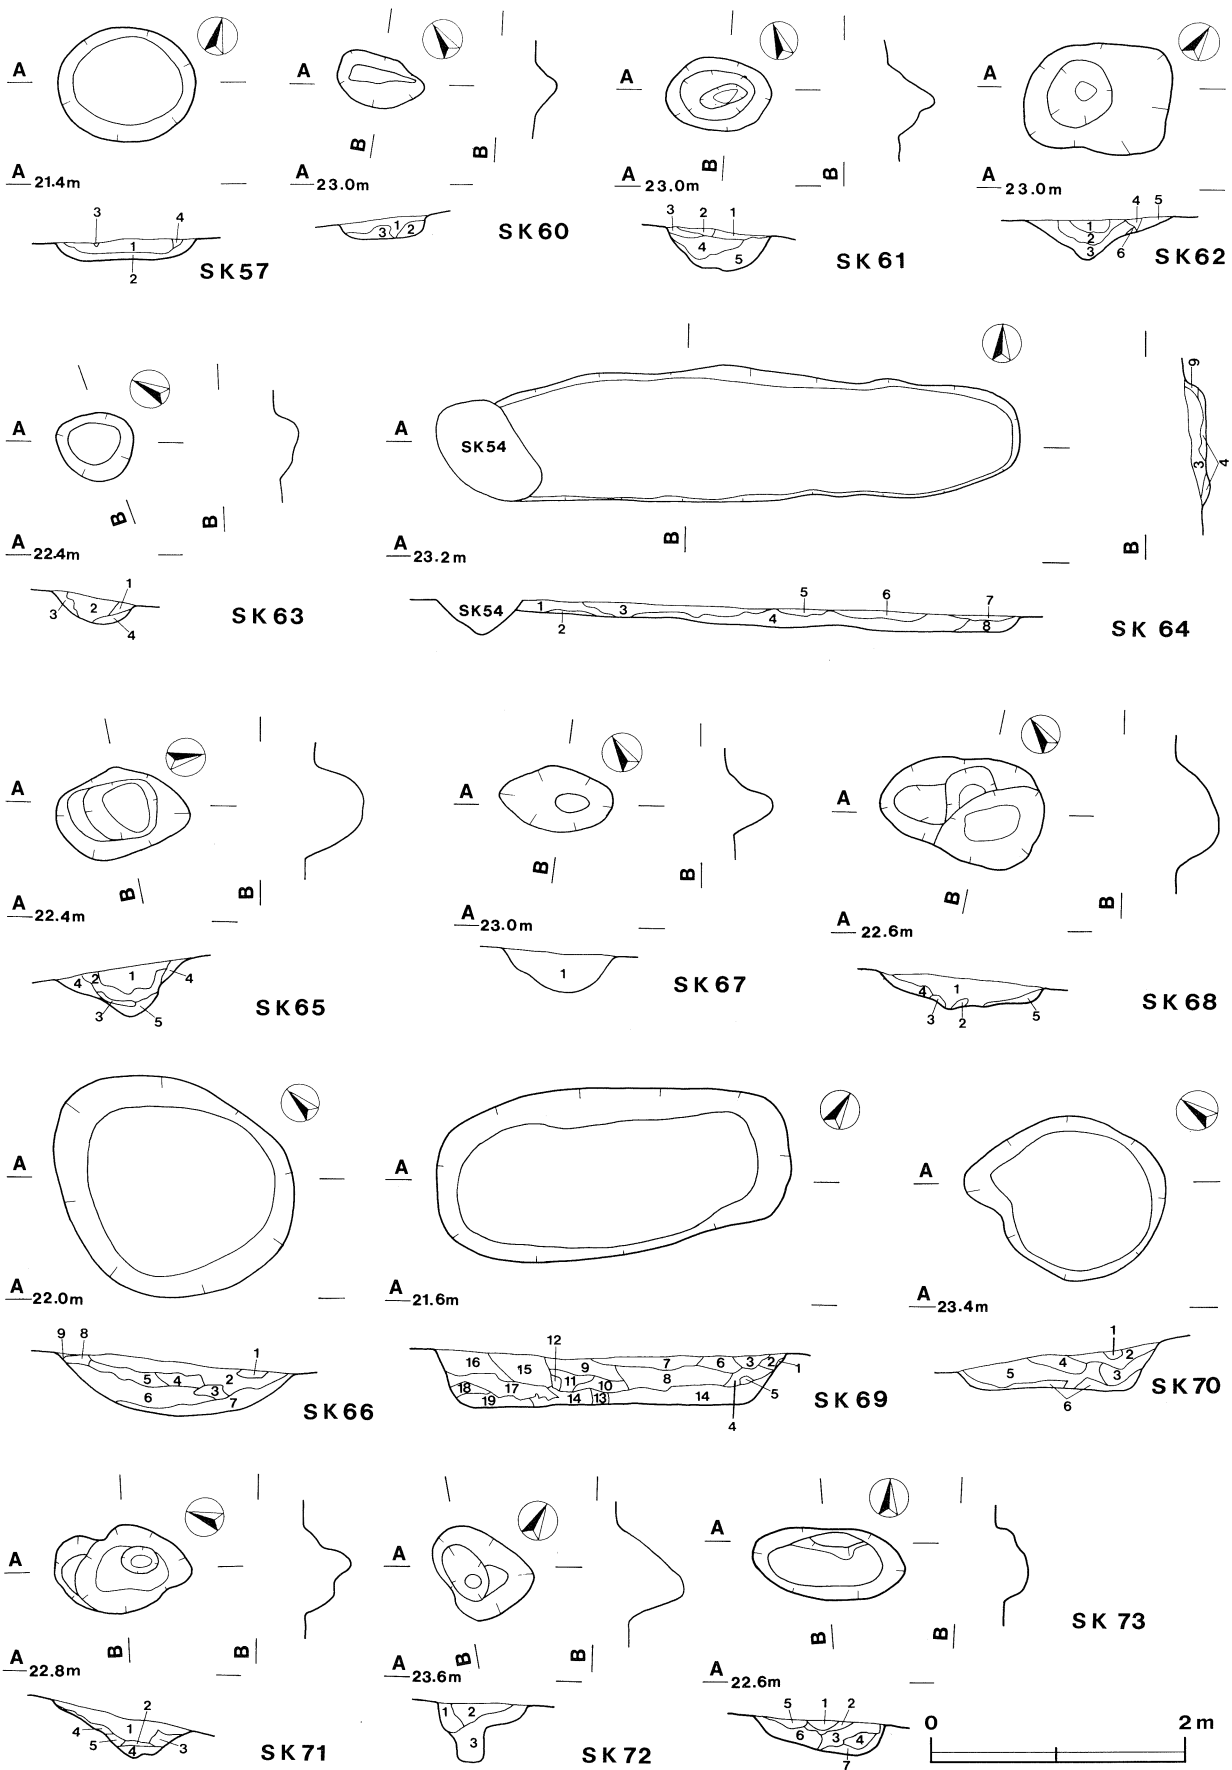 A
A 21.4m
3 4
1
2
SK57
A
B B
A 23.0m
3 1 2
SK60
A
B B
A 23.0m
3 2 1
4
5
SK61
A
A 23.0m
4 5
1
2
3 6
SK62
A
B B
A 22.4m
1
3 2
4
SK63
A
SK54
B B
9
3 4
A 23.2m
SK54
1 3 5 6 7
2 4 8
SK 64
A
B B
A 22.4m
4 2 1 4
3 5
SK65
A
B B
A 23.0m
1
SK67
A
B B
A 22.6m
4 1
3 2 5
SK68
A
A 22.0m
9 8 1
5 4 2
3
6 7
SK66
A
A 21.6m
12
16 15 9 7 6 3 2 1
11 8
18 17 10 5
19 14 13 14
4
SK69
A
A 23.4m
1
2
5 4
3
6
SK70
A
B B
A 22.8m
2
4 1
5 4 3
SK71
A
B B
A 23.6m
1 2
3
SK72
A
B B
A 22.6m
5 1 2
6 3 4
7
SK 73
0 2m